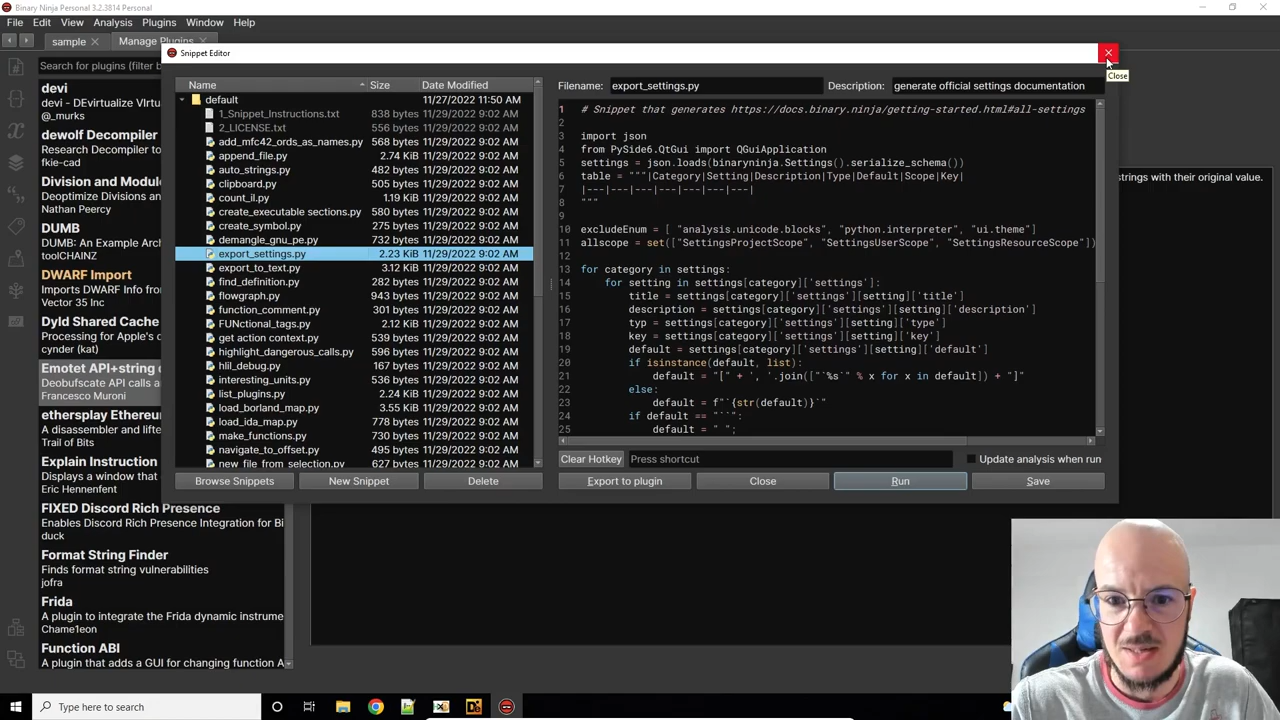 Binary Ninja Personal 3.2.3814 Personal
File Edit View Analysis Plugins Window Help
sample Manage Plugins
Search for plugins (filter b
devi
devi - DEvirtualize VIrtual
@_murks
dewolf Decompiler
Research Decompiler to
fkie-cad
Division and Module
Deoptimize Divisions and
Nathan Peercy
DUMB
DUMB: An Example Arch
toolCHAINZ
DWARF Import
Imports DWARF Info from
Vector 35 Inc
Dyld Shared Cache
Processing for Apple's d
cynder (kat)
Emotet API+string d
Deobufscate API calls a
Francesco Muroni
ethersplay Ethereum
A disassembler and lifte
Trail of Bits
Explain Instruction
Displays a window that
Eric Hennenfent
FIXED Discord Rich Presence
Enables Discord Rich Presence Integration for Bi
duck
Format String Finder
Finds format string vulnerabilities
jofra
Frida
A plugin to integrate the Frida dynamic instrume
Chame1eon
Function ABI
A plugin that adds a GUI for changing function A
Snippet Editor
Close
Name Size Date Modified
default 11/27/2022 11:50 AM
1_Snippet_Instructions.txt 838 bytes 11/29/2022 9:02 AM
2_LICENSE.txt 556 bytes 11/29/2022 9:02 AM
add_mfc42_ords_as_names.py 568 bytes 11/29/2022 9:02 AM
append_file.py 2.74 KiB 11/29/2022 9:02 AM
auto_strings.py 482 bytes 11/29/2022 9:02 AM
clipboard.py 505 bytes 11/29/2022 9:02 AM
count_il.py 1.19 KiB 11/29/2022 9:02 AM
create_executable sections.py 580 bytes 11/29/2022 9:02 AM
create_symbol.py 244 bytes 11/29/2022 9:02 AM
demangle_gnu_pe.py 732 bytes 11/29/2022 9:02 AM
export_settings.py 2.23 KiB 11/29/2022 9:02 AM
export_to_text.py 3.12 KiB 11/29/2022 9:02 AM
find_definition.py 282 bytes 11/29/2022 9:02 AM
flowgraph.py 943 bytes 11/29/2022 9:02 AM
function_comment.py 301 bytes 11/29/2022 9:02 AM
FUNctional_tags.py 2.12 KiB 11/29/2022 9:02 AM
get action context.py 539 bytes 11/29/2022 9:02 AM
highlight_dangerous_calls.py 596 bytes 11/29/2022 9:02 AM
hlil_debug.py 617 bytes 11/29/2022 9:02 AM
interesting_units.py 536 bytes 11/29/2022 9:02 AM
list_plugins.py 2.24 KiB 11/29/2022 9:02 AM
load_borland_map.py 3.55 KiB 11/29/2022 9:02 AM
load_ida_map.py 778 bytes 11/29/2022 9:02 AM
make_functions.py 730 bytes 11/29/2022 9:02 AM
navigate_to_offset.py 495 bytes 11/29/2022 9:02 AM
new_file_from_selection.py 627 bytes 11/29/2022 9:02 AM
Browse Snippets New Snippet Delete
Filename: export_settings.py Description: generate official settings documentation
1 # Snippet that generates https://docs.binary.ninja/getting-started.html#all-settings
2
3 import json
4 from PySide6.QtGui import QGuiApplication
5 settings = json.loads(binaryninja.Settings().serialize_schema())
6 table = """|Category|Setting|Description|Type|Default|Scope|Key|
7 |---|---|---|---|---|---|---|
8 """
9
10 excludeEnum = [ "analysis.unicode.blocks", "python.interpreter", "ui.theme"]
11 allscope = set(["SettingsProjectScope", "SettingsUserScope", "SettingsResourceScope"])
12
13 for category in settings:
14 for setting in settings[category]['settings']:
15 title = settings[category]['settings'][setting]['title']
16 description = settings[category]['settings'][setting]['description']
17 typ = settings[category]['settings'][setting]['type']
18 key = settings[category]['settings'][setting]['key']
19 default = settings[category]['settings'][setting]['default']
20 if isinstance(default, list):
21 default = "[" + ', '.join(["`%s`" % x for x in default]) + "]"
22 else:
23 default = f"`{str(default)}`"
24 if default == "``":
25 default = " ";
Clear Hotkey Press shortcut Update analysis when run
Export to plugin Close Run Save
strings with their original value.
Type here to search